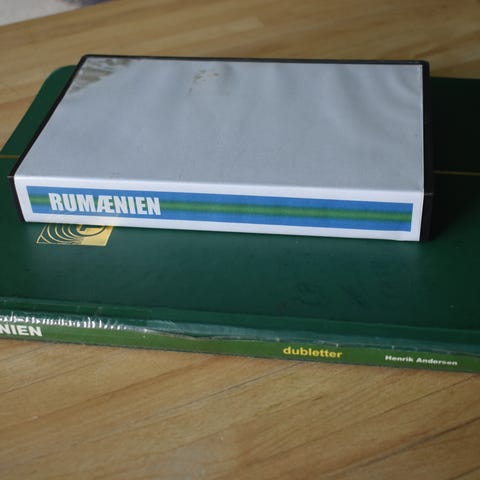 RUMÆNIEN
NIEN
dubletter
Henrik Andersen